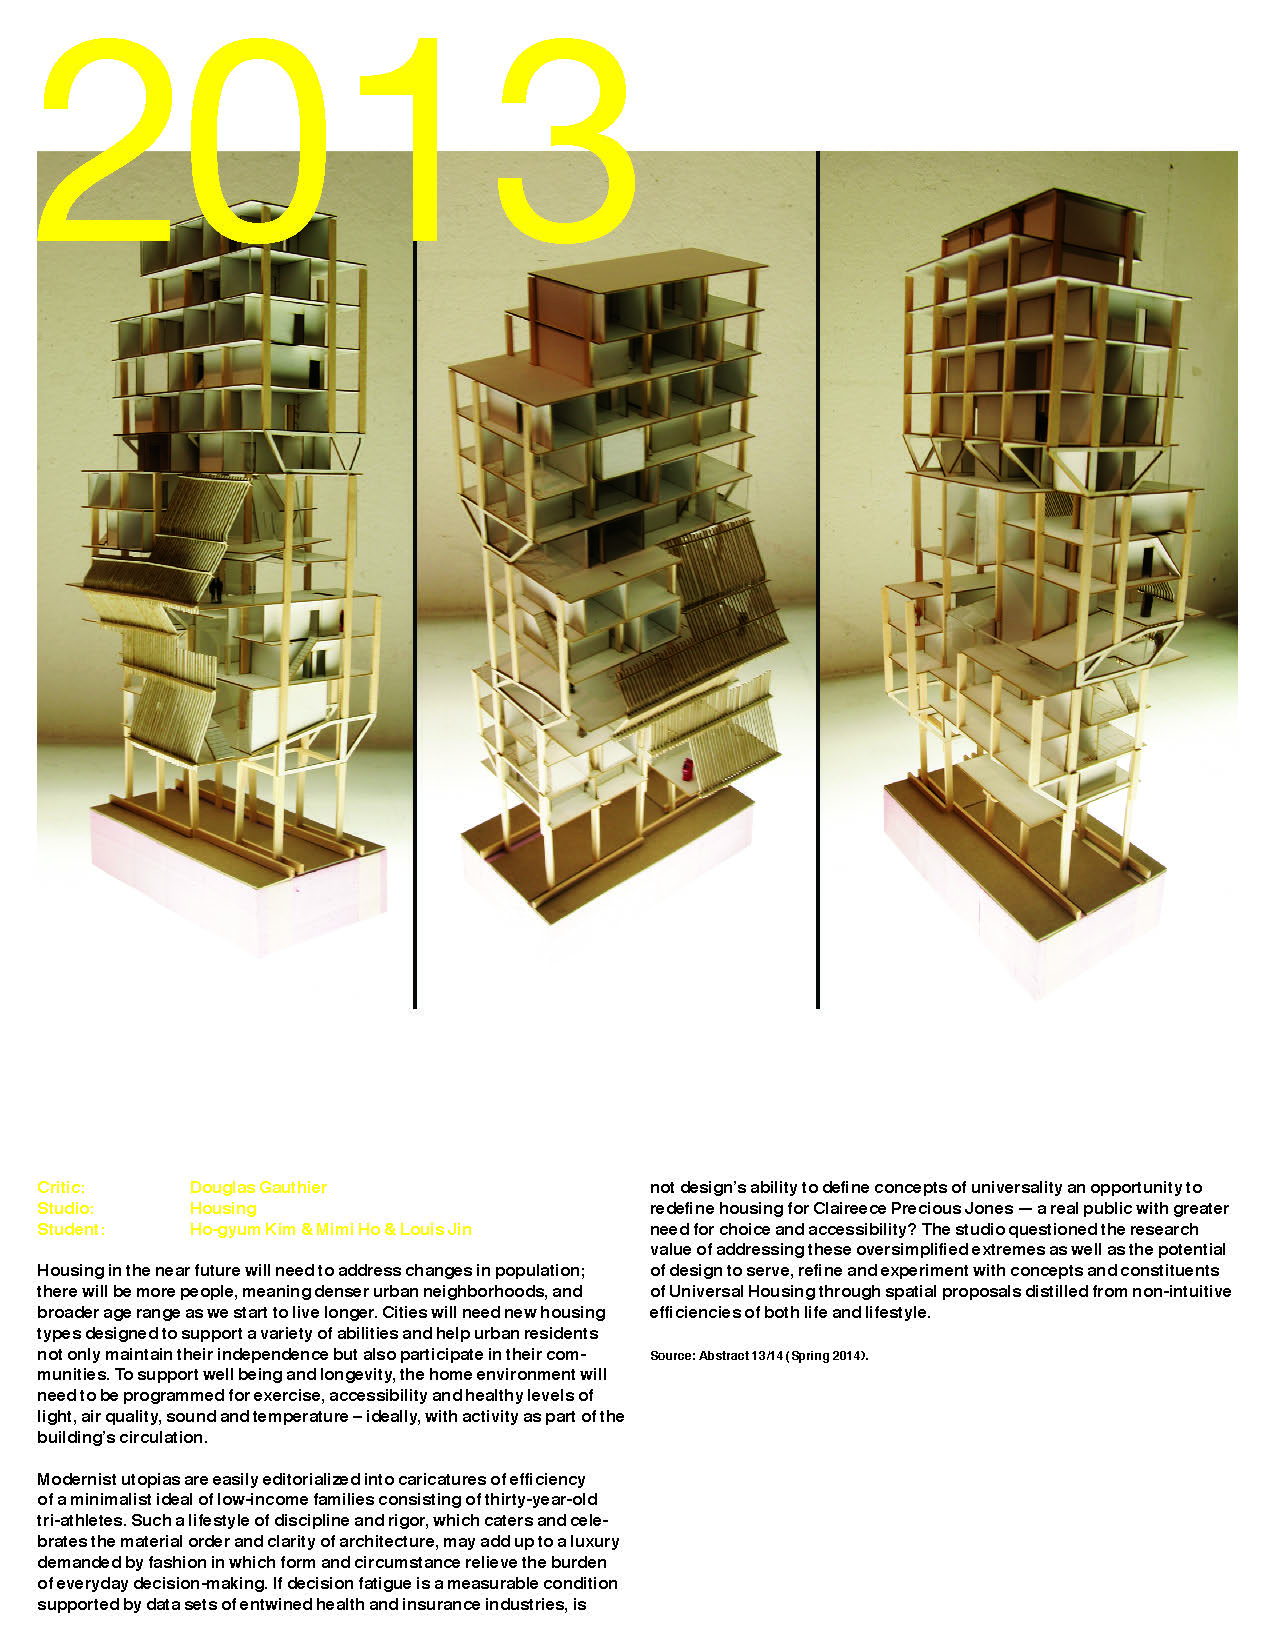 2013
Critic: Douglas Gauthier
Studio: Housing
Student: Ho-gyum Kim & Mimi Ho & Louis Jin
Housing in the near future will need to address changes in population;
there will be more people, meaning denser urban neighborhoods, and
broader age range as we start to live longer. Cities will need new housing
types designed to support a variety of abilities and help urban residents
not only maintain their independence but also participate in their com-
munities. To support well being and longevity, the home environment will
need to be programmed for exercise, accessibility and healthy levels of
light, air quality, sound and temperature – ideally, with activity as part of the
building's circulation.
Modernist utopias are easily editorialized into caricatures of efficiency
of a minimalist ideal of low-income families consisting of thirty-year-old
tri-athletes. Such a lifestyle of discipline and rigor, which caters and cele-
brates the material order and clarity of architecture, may add up to a luxury
demanded by fashion in which form and circumstance relieve the burden
of everyday decision-making. If decision fatigue is a measurable condition
supported by data sets of entwined health and insurance industries, is
not design's ability to define concepts of universality an opportunity to
redefine housing for Claireece Precious Jones — a real public with greater
need for choice and accessibility? The studio questioned the research
value of addressing these oversimplified extremes as well as the potential
of design to serve, refine and experiment with concepts and constituents
of Universal Housing through spatial proposals distilled from non-intuitive
efficiencies of both life and lifestyle.
Source: Abstract 13/14 (Spring 2014).